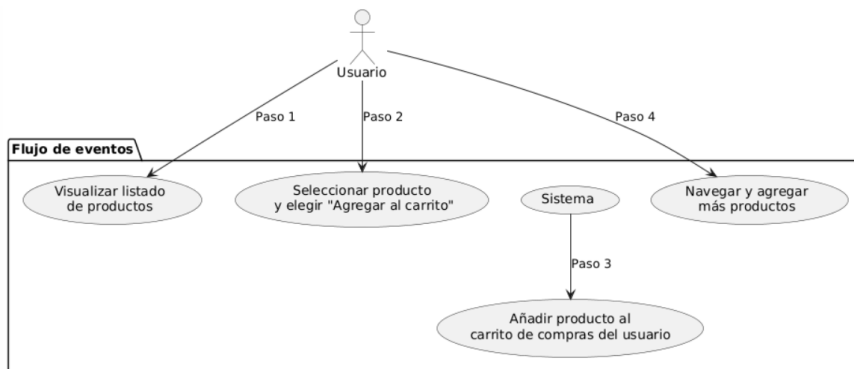 Usuario
Paso 1
Paso 2
Paso 4
Flujo de eventos
Visualizar listado
de productos
Seleccionar producto
y elegir "Agregar al carrito"
Sistema
Navegar y agregar
más productos
Paso 3
Añadir producto al
carrito de compras del usuario